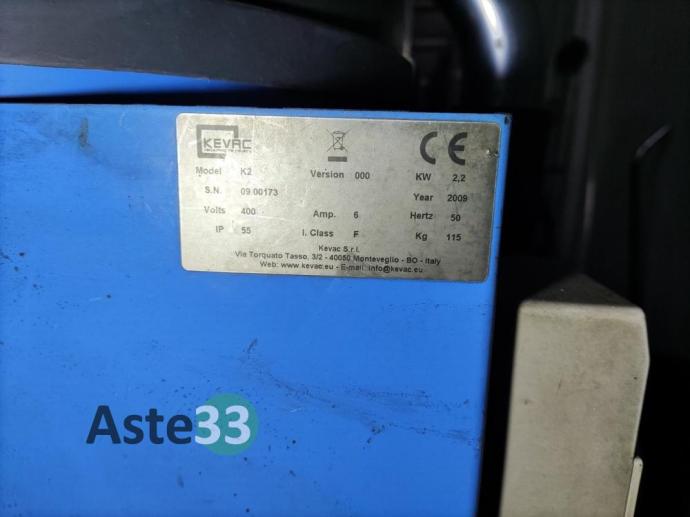 KEVAC
Model K2 Version 000 KW 2,2
S.N. 09 00173 Year 2009
Volts 400 Amp. 6 Hertz 50
IP 55 I. Class F Kg 115
Kevac S.r.l.
Via Torquato Tasso, 3/2 - 40050 Monteveglio - BO - Italy
Web: www.kevac.eu - E-mail: info@kevac.eu
CE
Aste33